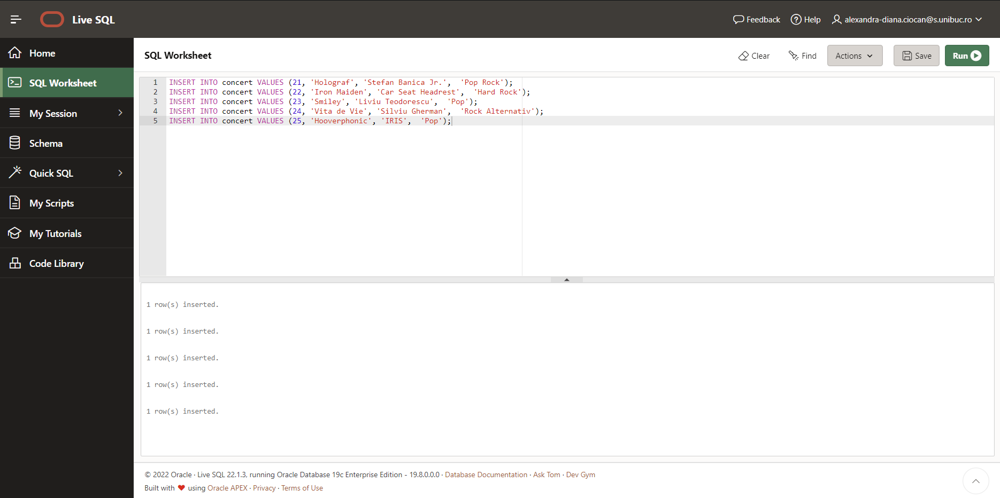 Live SQL
Feedback Help alexandra-diana.ciocan@s.unibuc.ro
Home
SQL Worksheet
My Session
Schema
Quick SQL
My Scripts
My Tutorials
Code Library
SQL Worksheet Clear Find Actions Save Run
1 INSERT INTO concert VALUES (21, 'Holograf', 'Stefan Banica Jr.',  'Pop Rock');
2 INSERT INTO concert VALUES (22, 'Iron Maiden', 'Car Seat Headrest',  'Hard Rock');
3 INSERT INTO concert VALUES (23, 'Smiley', 'Liviu Teodorescu',  'Pop');
4 INSERT INTO concert VALUES (24, 'Vita de Vie', 'Silviu Gherman',  'Rock Alternativ');
5 INSERT INTO concert VALUES (25, 'Hooverphonic', 'IRIS',  'Pop');
1 row(s) inserted.
1 row(s) inserted.
1 row(s) inserted.
1 row(s) inserted.
1 row(s) inserted.
© 2022 Oracle · Live SQL 22.1.3, running Oracle Database 19c Enterprise Edition - 19.8.0.0.0 · Database Documentation · Ask Tom · Dev Gym
Built with ❤ using Oracle APEX · Privacy · Terms of Use